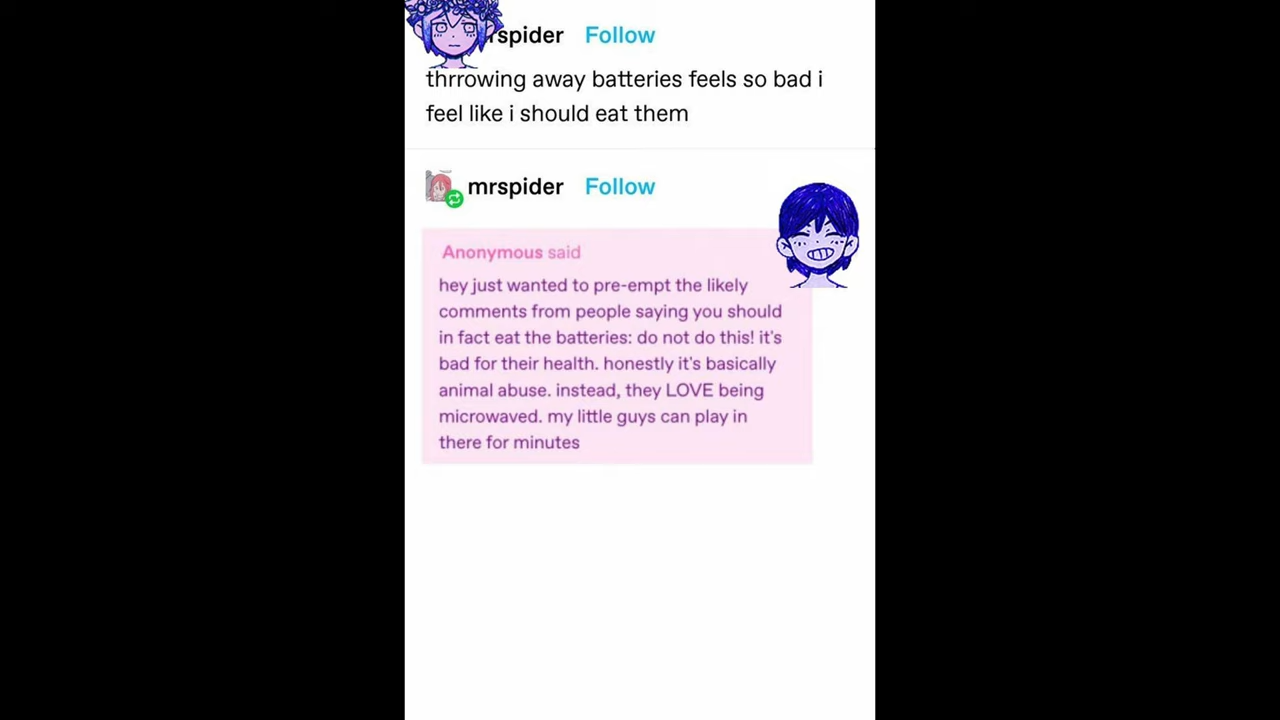 rspider Follow
thrrowing away batteries feels so bad i
feel like i should eat them
mrspider Follow
Anonymous said
hey just wanted to pre-empt the likely
comments from people saying you should
in fact eat the batteries: do not do this! it's
bad for their health. honestly it's basically
animal abuse. instead, they LOVE being
microwaved. my little guys can play in
there for minutes